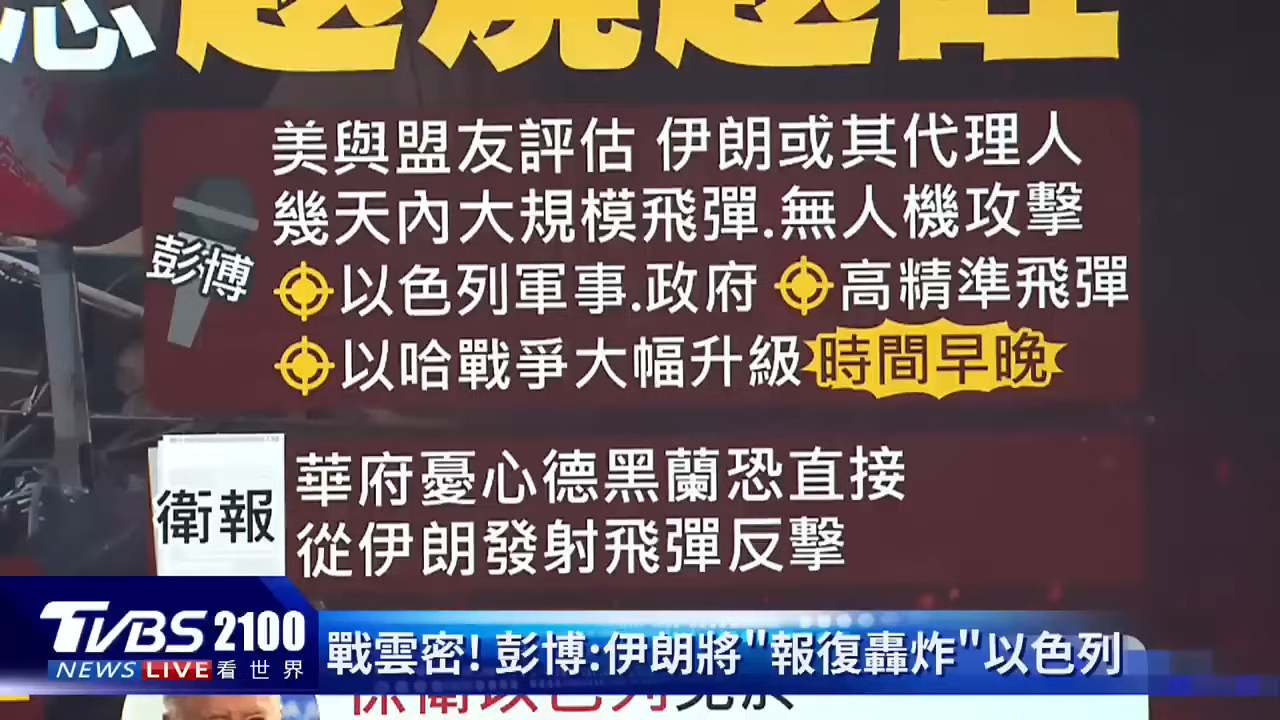 越燒越旺
美與盟友評估 伊朗或其代理人
幾天內大規模飛彈.無人機攻擊
彭博
以色列軍事.政府 高精準飛彈
以哈戰爭大幅升級 時間早晚
衛報
華府憂心德黑蘭恐直接
從伊朗發射飛彈反擊
TVBS 2100
NEWS LIVE 看世界
戰雲密! 彭博:伊朗將"報復轟炸"以色列